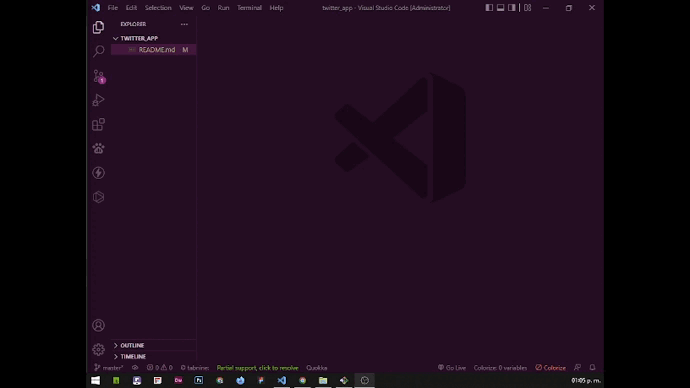 File Edit Selection View Go Run Terminal Help twitter_app - Visual Studio Code [Administrator]
EXPLORER
TWITTER_APP
README.md M
1
OUTLINE
TIMELINE
master* 0 0 tabnine: Partial support, click to resolve Quokka Go Live Colorize: 0 variables Colorize
01:05 p. m.